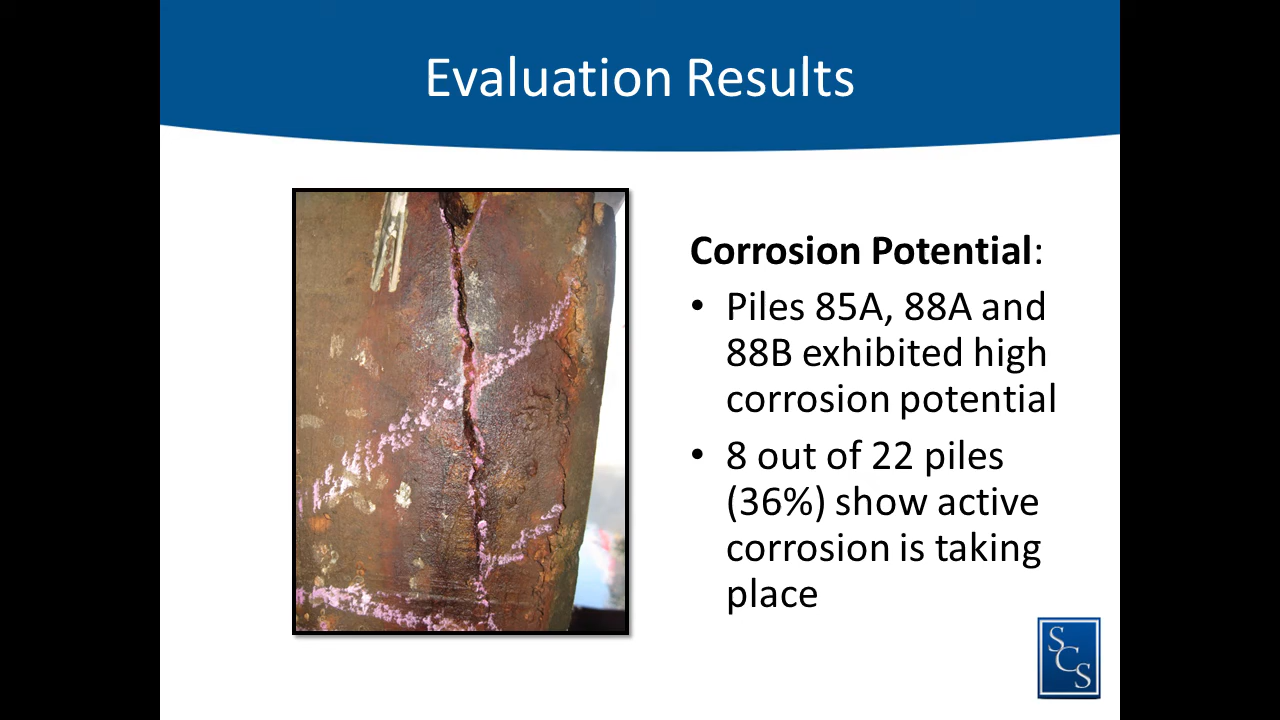 Evaluation Results
Corrosion Potential:
• Piles 85A, 88A and
88B exhibited high
corrosion potential
• 8 out of 22 piles
(36%) show active
corrosion is taking
place
SCS